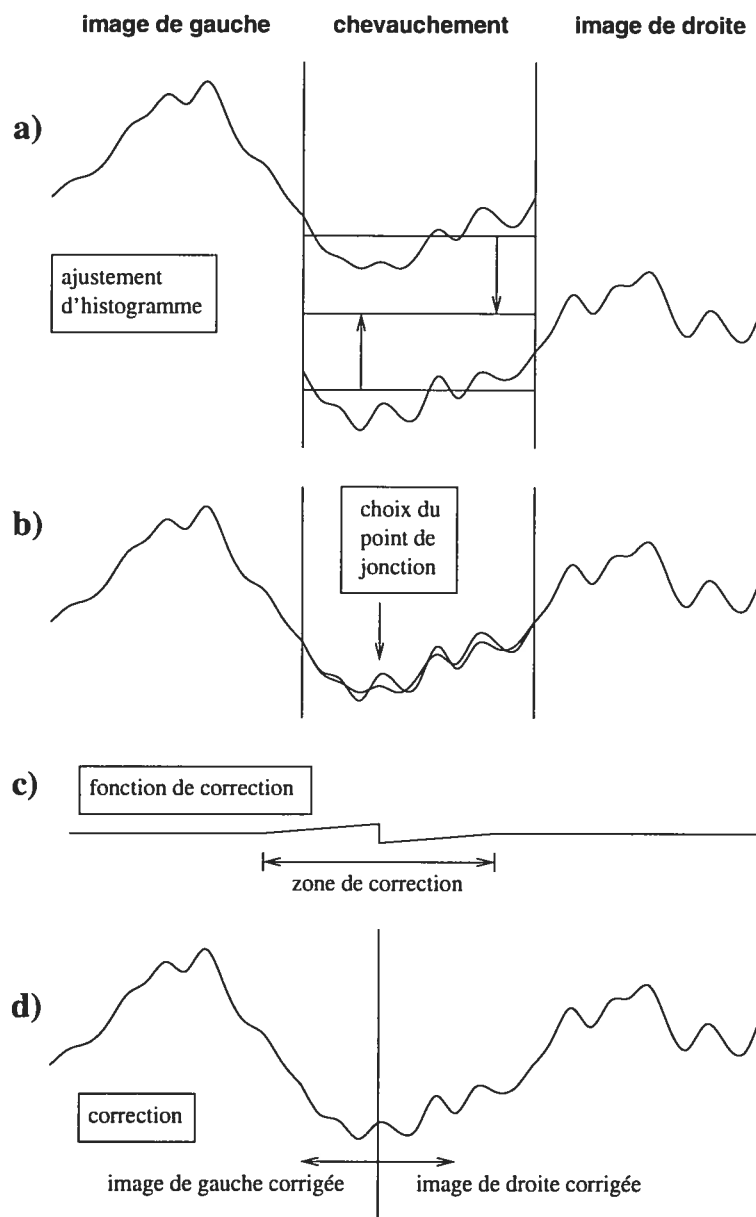 image de gauche chevauchement image de droite
a)
ajustement
d'histogramme
b)
choix du
point de
jonction
c)
fonction de correction
zone de correction
d)
correction
image de gauche corrigée image de droite corrigée